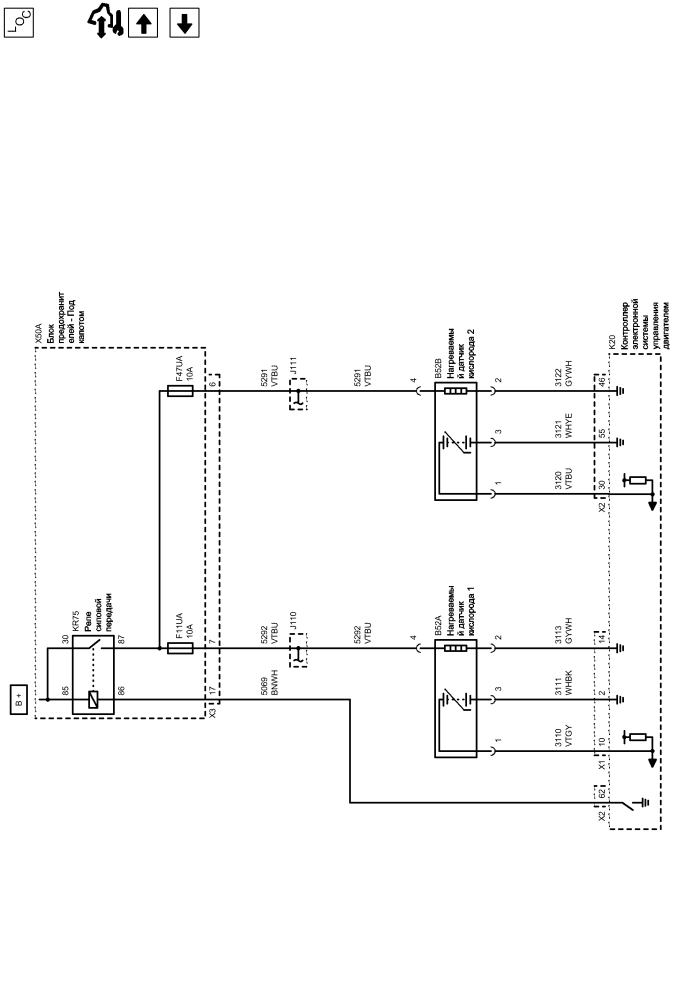 LOC
B +
X50A
Блок
предохранит
елей - Под
капотом
KR75
Реле
силовой
передачи
30
87
85
86
F47UA
10A
F11UA
10A
6
7
17
X3
5291
VTBU
J111
5291
VTBU
5292
VTBU
J110
5292
VTBU
5069
BNWH
4
B52B
Нагреваемы
й датчик
кислорода 2
2
3
1
4
B52A
Нагреваемы
й датчик
кислорода 1
2
3
1
3122
GYWH
3121
WHYE
3120
VTBU
3113
GYWH
3111
WHBK
3110
VTGY
46
55
30
X2
14
2
10
X1
62
X2
K20
Контроллер
электронной
системы
управления
двигателем